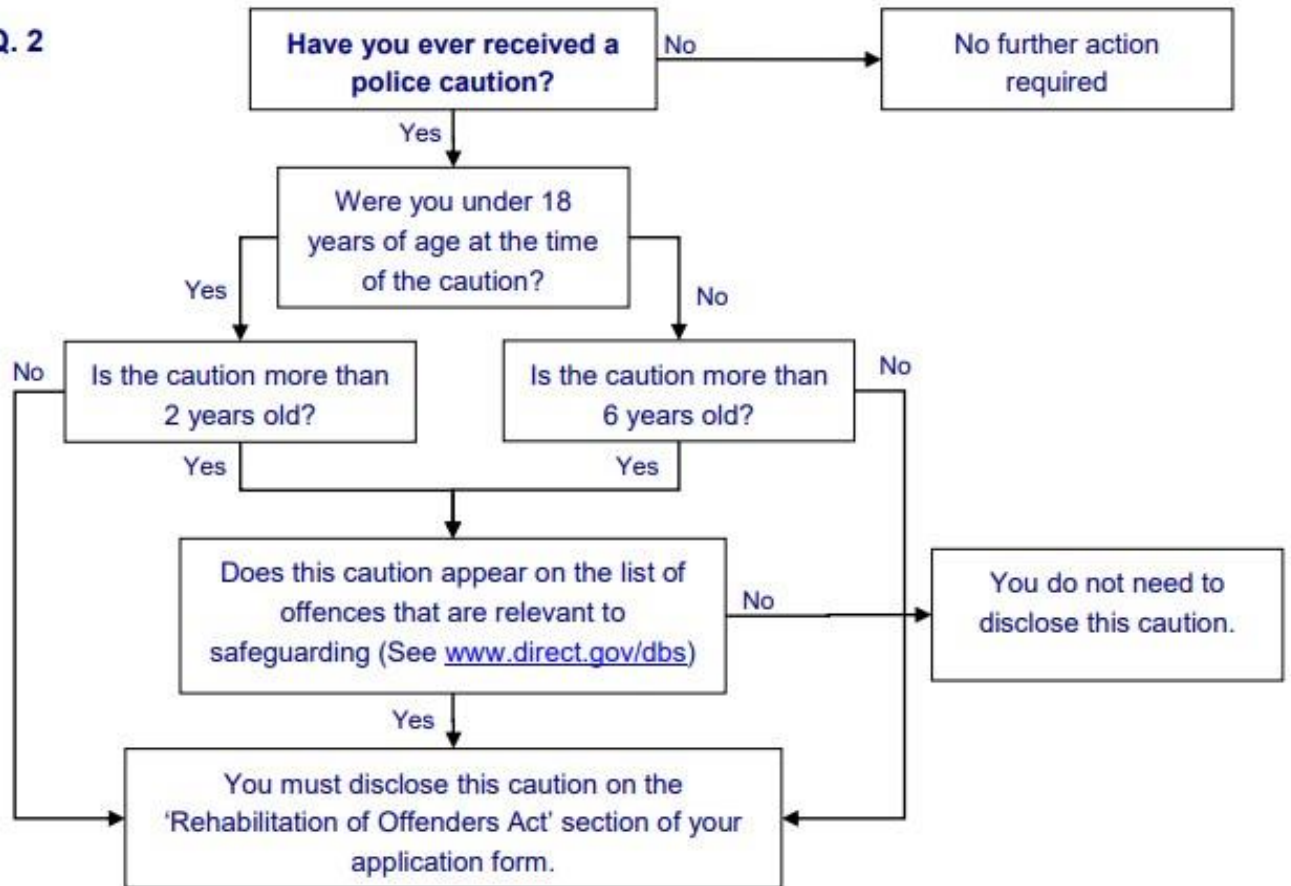 Q. 2
Have you ever received a
police caution?
No
No further action
required
Yes
Were you under 18
years of age at the time
of the caution?
Yes
No
No
Is the caution more than
2 years old?
Is the caution more than
6 years old?
No
Yes
Yes
Does this caution appear on the list of
offences that are relevant to
safeguarding (See www.direct.gov/dbs)
No
You do not need to
disclose this caution.
Yes
You must disclose this caution on the
‘Rehabilitation of Offenders Act’ section of your
application form.